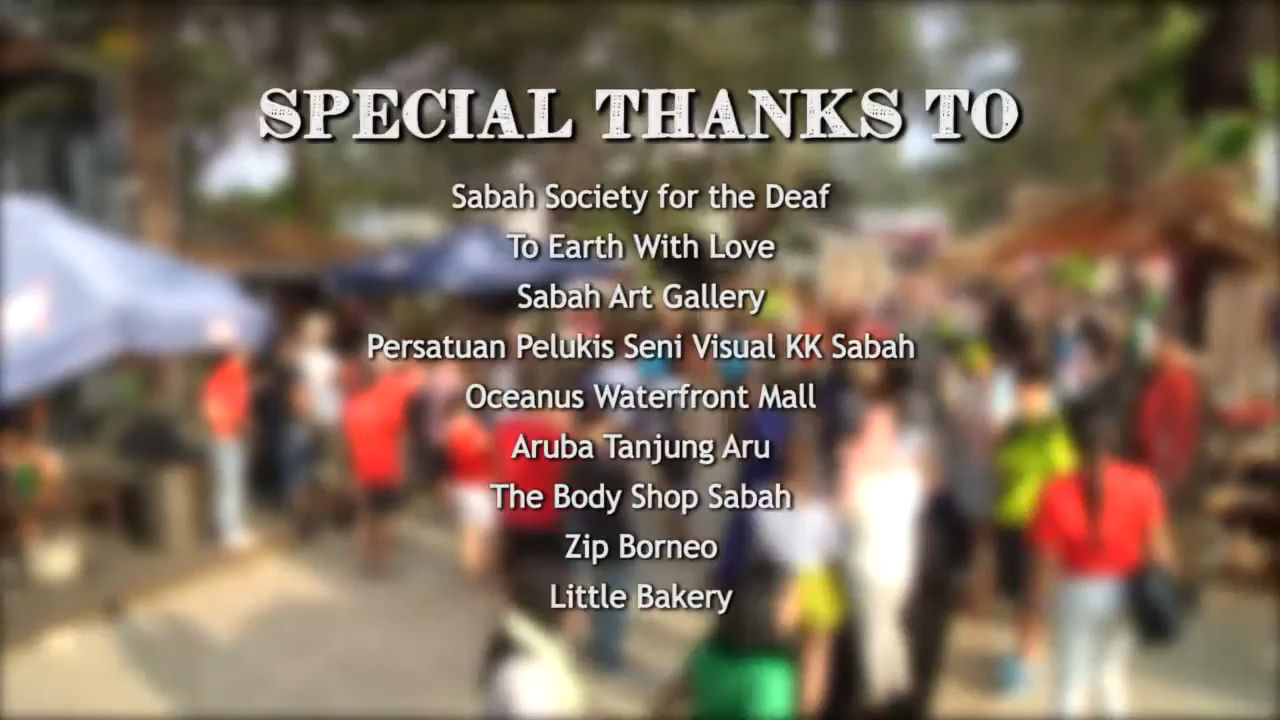 SPECIAL THANKS TO
Sabah Society for the Deaf
To Earth With Love
Sabah Art Gallery
Persatuan Pelukis Seni Visual KK Sabah
Oceanus Waterfront Mall
Aruba Tanjung Aru
The Body Shop Sabah
Zip Borneo
Little Bakery